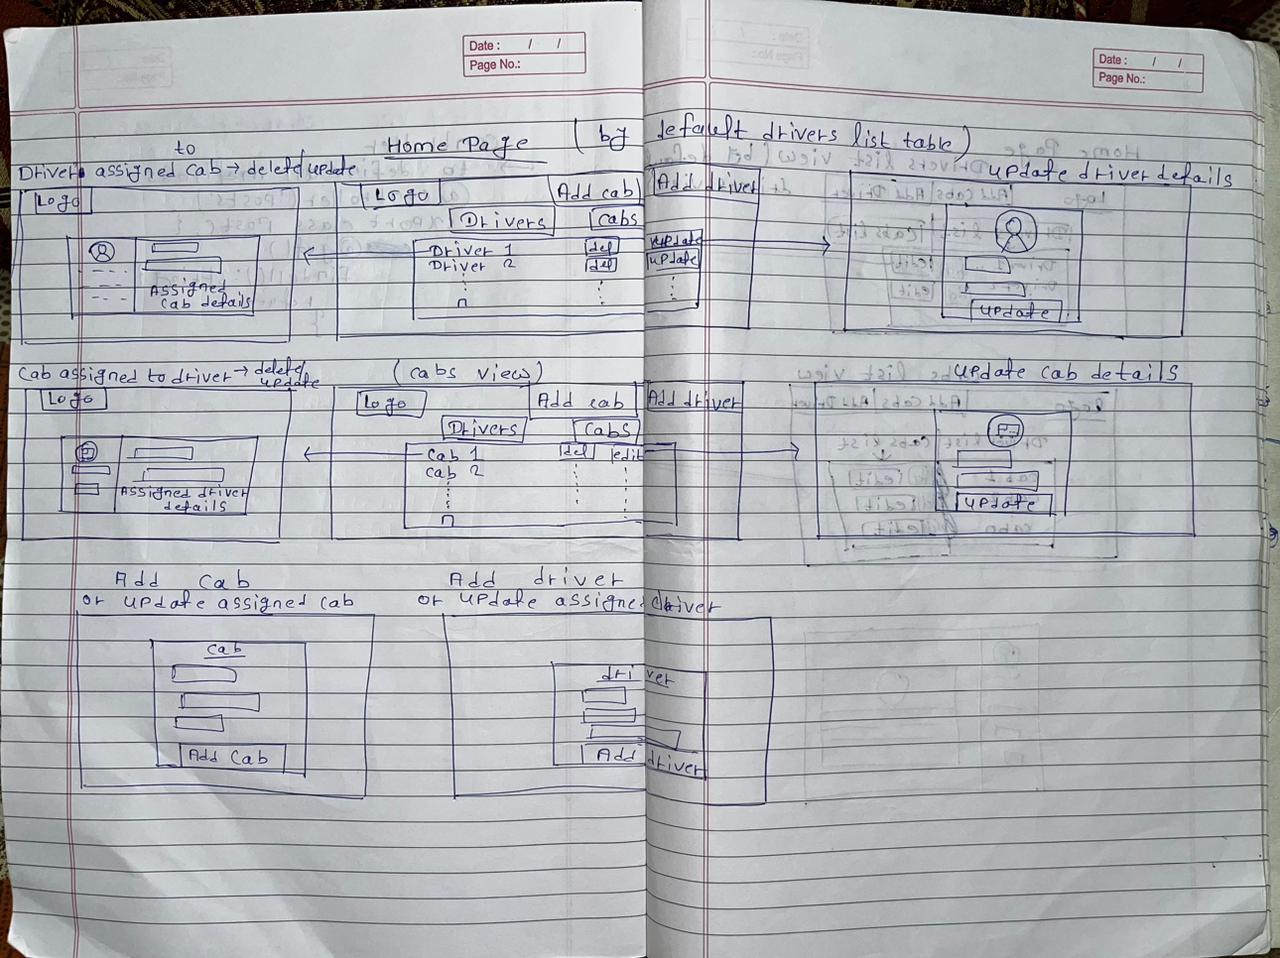 Date : / /
Page No.:
Date : / /
Page No.:
Home Page (by default drivers list table)
to
Driver assigned cab → delete/update
Logo
Assigned
cab details
Logo
Add cab
Add driver
Drivers
cabs
Driver 1 del update
Driver 2 del update
n
update driver details
update
Cab assigned to driver → delete/
update
Logo
P
Assigned driver
details
(cabs view)
Logo
Add cab
Add driver
Drivers
Cabs
Cab 1 del edit
Cab 2
n
update cab details
update
Add Cab
or update assigned cab
cab
Add Cab
Add driver
or update assigned driver
driver
Add driver